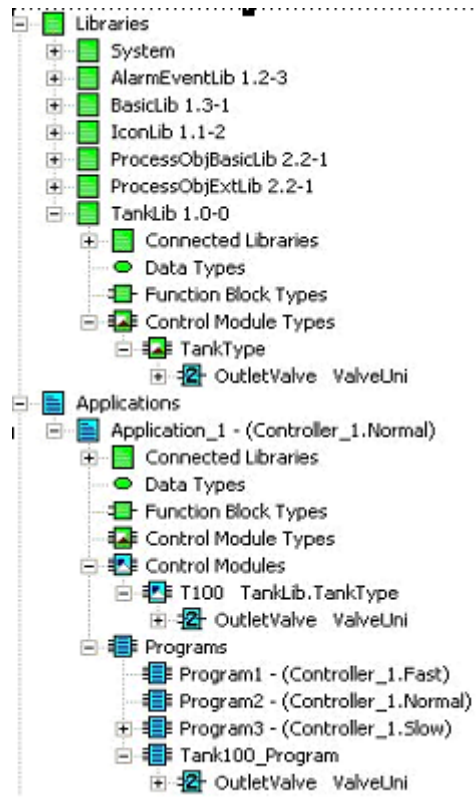 Libraries
System
AlarmEventLib 1.2-3
BasicLib 1.3-1
IconLib 1.1-2
ProcessObjBasicLib 2.2-1
ProcessObjExtLib 2.2-1
TankLib 1.0-0
Connected Libraries
Data Types
Function Block Types
Control Module Types
TankType
OutletValve ValveUni
Applications
Application_1 - (Controller_1.Normal)
Connected Libraries
Data Types
Function Block Types
Control Module Types
Control Modules
T100 TankLib.TankType
OutletValve ValveUni
Programs
Program1 - (Controller_1.Fast)
Program2 - (Controller_1.Normal)
Program3 - (Controller_1.Slow)
Tank100_Program
OutletValve ValveUni